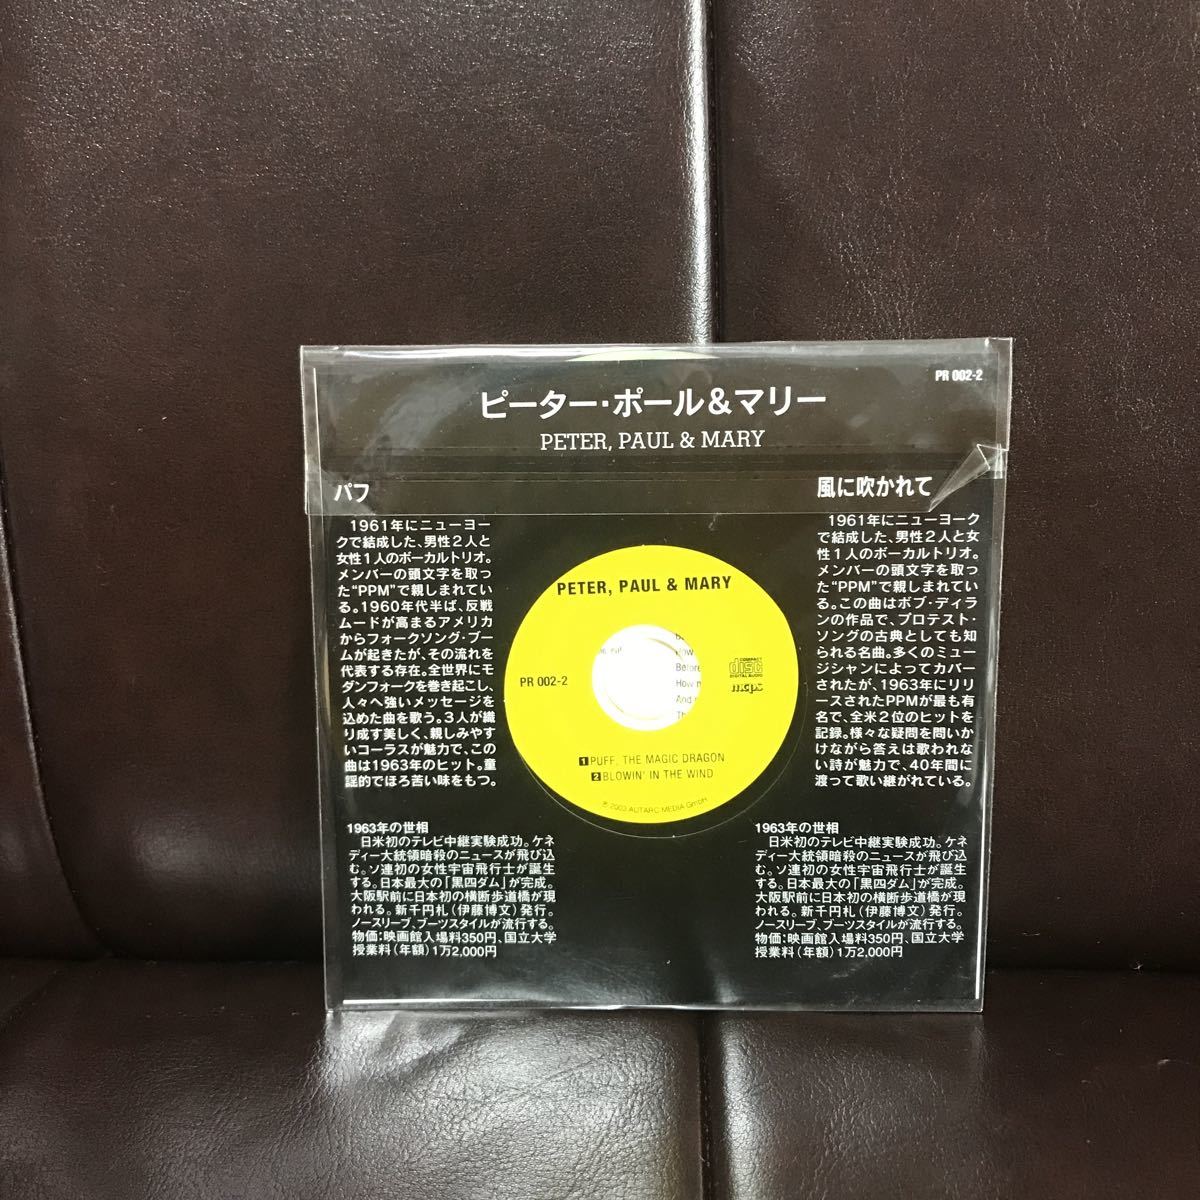 PR 002-2
ピーター・ポール&マリー
PETER, PAUL & MARY
パフ
1961年にニューヨー
クで結成した、男性2人と
女性1人のボーカルトリオ。
メンバーの頭文字を取っ
た“PPM”で親しまれてい
る。1960年代半ば、反戦
ムードが高まるアメリカ
からフォークソング・ブー
ムが起きたが、その流れを
代表する存在。全世界にモ
ダンフォークを巻き起こし、
人々へ強いメッセージを
込めた曲を歌う。3人が織
り成す美しく、親しみやす
いコーラスが魅力で、この
曲は1963年のヒット。童
謡的でほろ苦い味をもつ。
1963年の世相
日米初のテレビ中継実験成功。ケネ
ディー大統領暗殺のニュースが飛び込
む。ソ連初の女性宇宙飛行士が誕生
する。日本最大の「黒四ダム」が完成。
大阪駅前に日本初の横断歩道橋が現
われる。新千円札(伊藤博文)発行。
ノースリーブ、ブーツスタイルが流行する。
物価:映画館入場料350円、国立大学
授業料(年額)1万2,000円
PETER, PAUL & MARY
PR 002-2
COMPACT
disc
DIGITAL AUDIO
mcps
Before
How
And
1 PUFF, THE MAGIC DRAGON
2 BLOWIN' IN THE WIND
℗ 2003 AUTARC MEDIA GmbH
風に吹かれて
1961年にニューヨーク
で結成した、男性2人と女
性1人のボーカルトリオ。
メンバーの頭文字を取っ
た“PPM”で親しまれてい
る。この曲はボブ・ディラ
ンの作品で、プロテスト・
ソングの古典としても知
られる名曲。多くのミュー
ジシャンによってカバー
されたが、1963年にリリ
ースされたPPMが最も有
名で、全米2位のヒットを
記録。様々な疑問を問いか
けながら答えは歌われな
い詩が魅力で、40年間に
渡って歌い継がれている。
1963年の世相
日米初のテレビ中継実験成功。ケネ
ディー大統領暗殺のニュースが飛び込
む。ソ連初の女性宇宙飛行士が誕生
する。日本最大の「黒四ダム」が完成。
大阪駅前に日本初の横断歩道橋が現
われる。新千円札(伊藤博文)発行。
ノースリーブ、ブーツスタイルが流行する。
物価:映画館入場料350円、国立大学
授業料(年額)1万2,000円